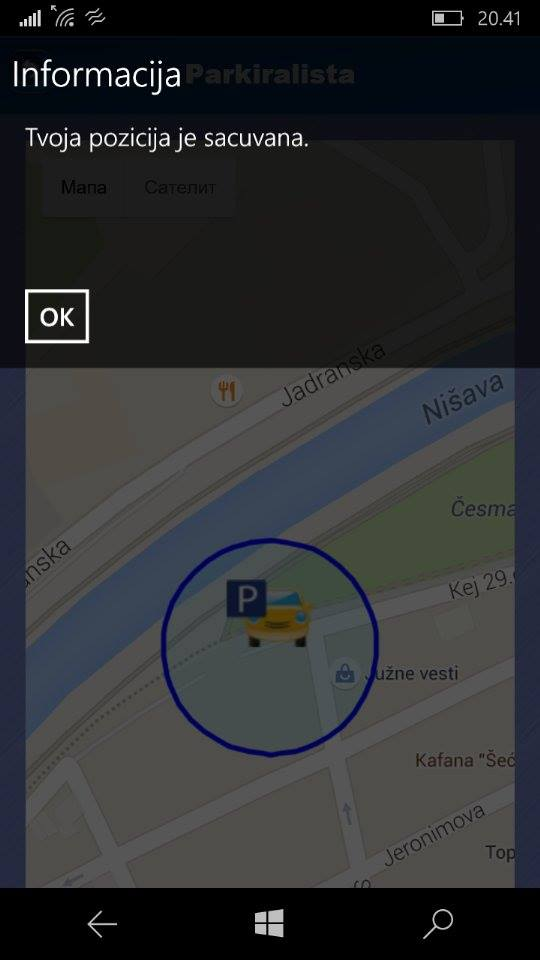 20.41
Informacija
Parkiralista
Tvoja pozicija je sacuvana.
Мапа
Сателит
OK
Jadranska
Nišava
Česma
nska
Kej 29.
P
Južne vesti
Kafana "Šeć
Jeronimova
Top